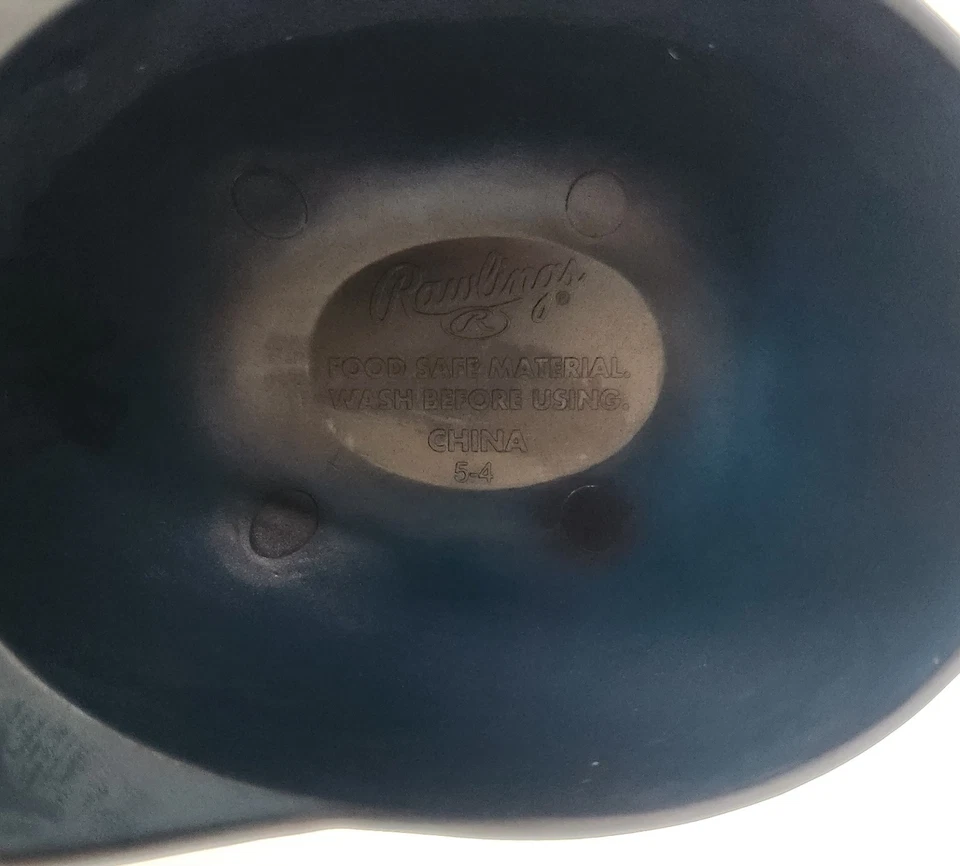 Rawlings®
R
FOOD SAFE MATERIAL.
WASH BEFORE USING.
CHINA
5-4